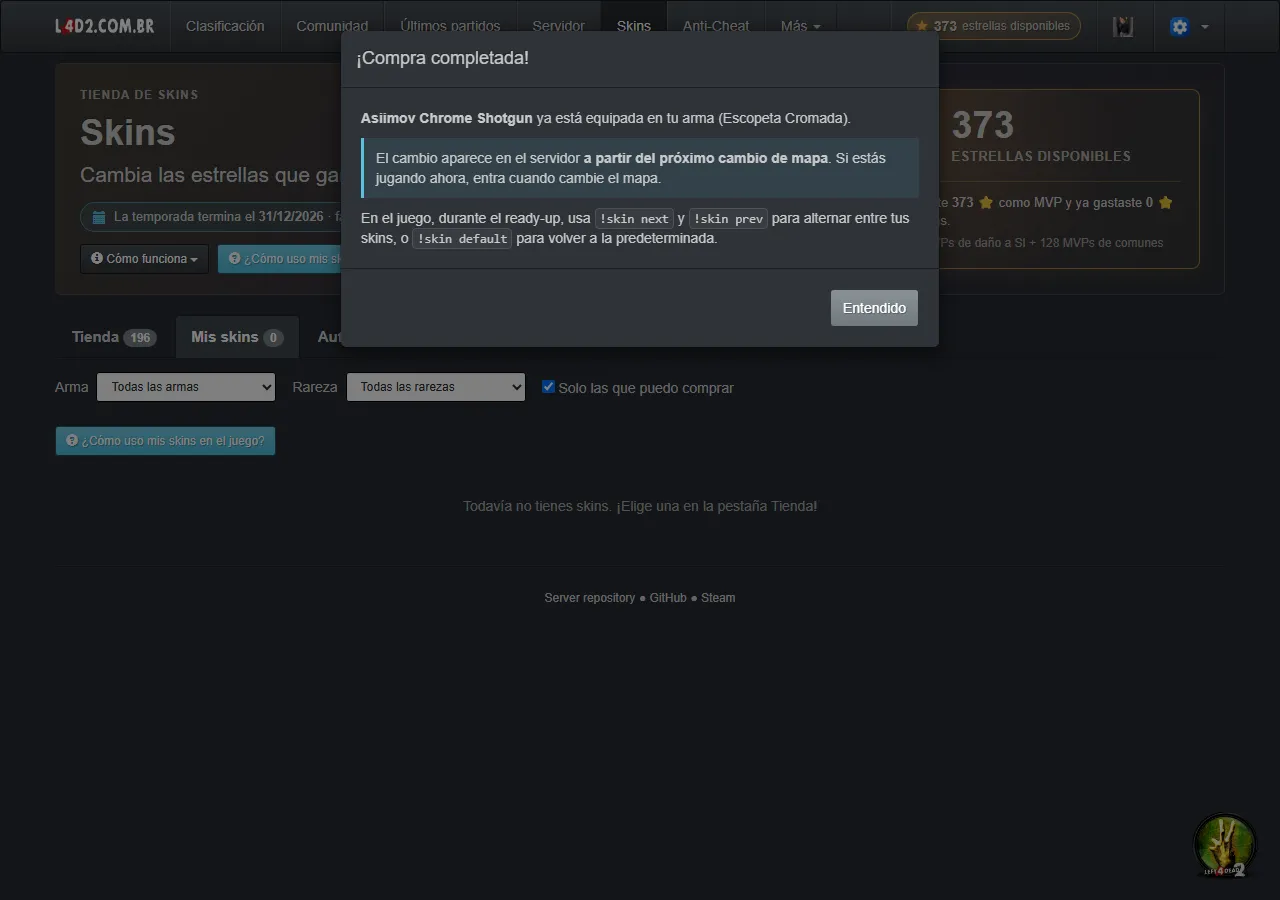 L4D2.COM.BR
Clasificación
Comunidad
Últimos partidos
Servidor
Skins
Anti-Cheat
Más
373 estrellas disponibles
¡Compra completada!
Asiimov Chrome Shotgun ya está equipada en tu arma (Escopeta Cromada).
El cambio aparece en el servidor a partir del próximo cambio de mapa. Si estás
jugando ahora, entra cuando cambie el mapa.
En el juego, durante el ready-up, usa !skin next y !skin prev para alternar entre tus
skins, o !skin default para volver a la predeterminada.
Entendido
TIENDA DE SKINS
Skins
Cambia las estrellas que
La temporada termina el 31/12/2026 ·
Cómo funciona
¿Cómo uso mis
373
ESTRELLAS DISPONIBLES
373 como MVP y ya gastaste 0
de daño a SI + 128 MVPs de comunes
Tienda 196
Mis skins 0
Arma Todas las armas
Rareza Todas las rarezas
Solo las que puedo comprar
¿Cómo uso mis skins en el juego?
Todavía no tienes skins. ¡Elige una en la pestaña Tienda!
Server repository ● GitHub ● Steam
LEFT 4 DEAD 2